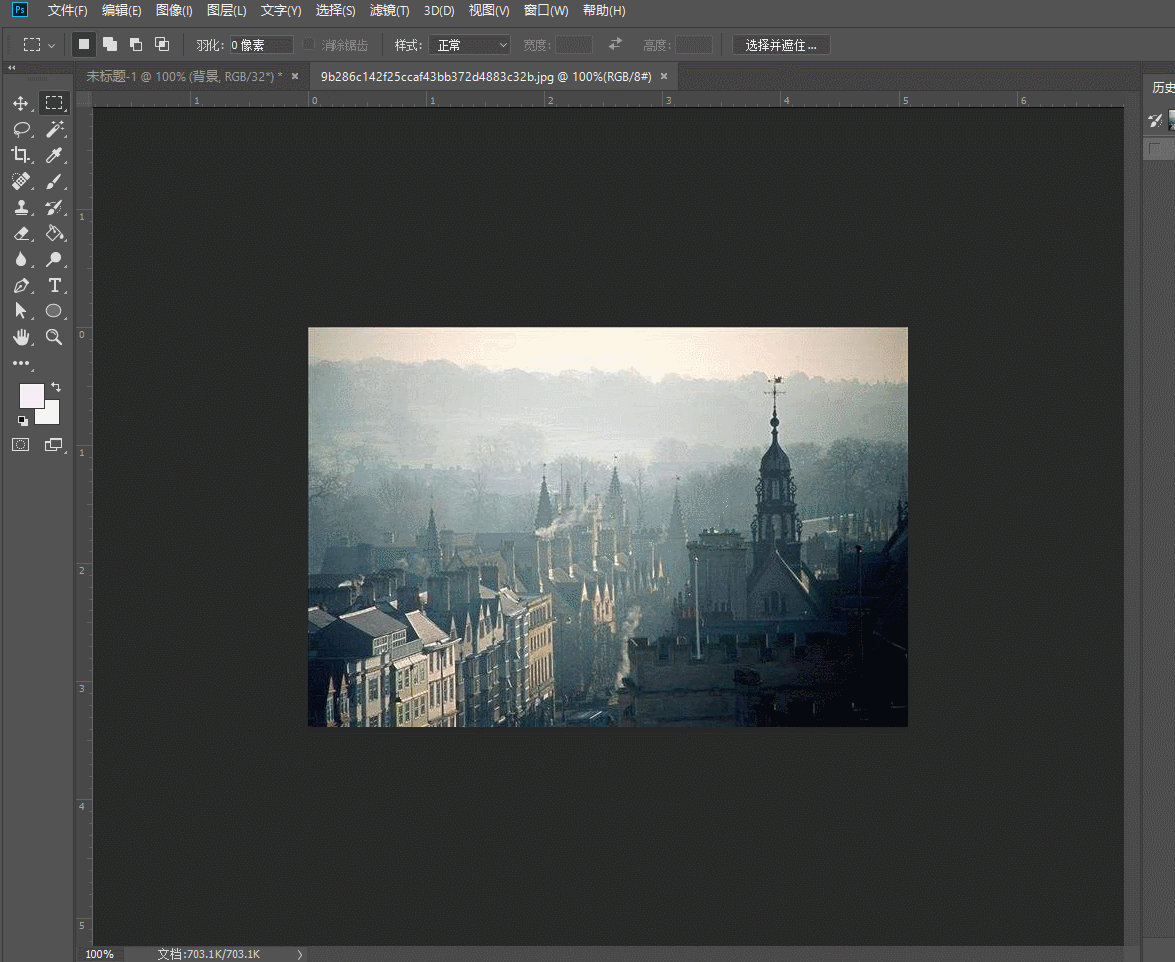 Ps 文件(F) 编辑(E) 图像(I) 图层(L) 文字(Y) 选择(S) 滤镜(T) 3D(D) 视图(V) 窗口(W) 帮助(H)
羽化: 0 像素 消除锯齿 样式: 正常 宽度: 高度: 选择并遮住...
未标题-1 @ 100% (背景, RGB/32*) * × 9b286c142f25ccaf43bb372d4883c32b.jpg @ 100%(RGB/8#) ×
历史
1 0 1 2 3 4 5 6
1
0
1
2
3
4
5
T
100% 文档:703.1K/703.1K